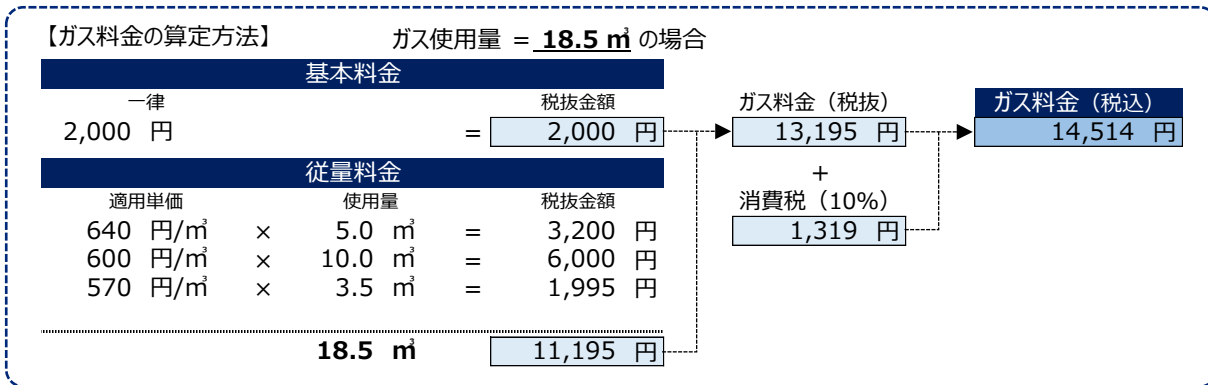 【ガス料金の算定方法】 ガス使用量 = 18.5 ㎥ の場合
基本料金
一律 税抜金額
2,000 円 = 2,000 円
従量料金
適用単価 使用量 税抜金額
640 円/㎥ × 5.0 ㎥ = 3,200 円
600 円/㎥ × 10.0 ㎥ = 6,000 円
570 円/㎥ × 3.5 ㎥ = 1,995 円
18.5 ㎥ 11,195 円
ガス料金（税抜）
13,195 円
+
消費税（10%）
1,319 円
ガス料金（税込）
14,514 円